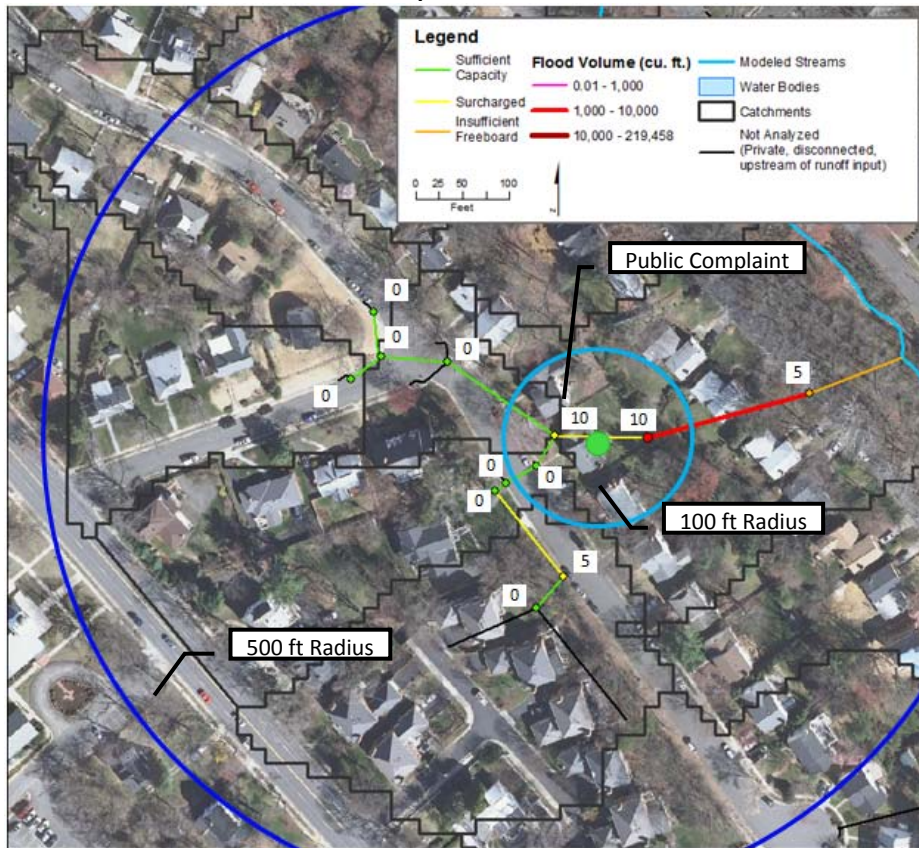 Legend
Sufficient
Capacity
Surcharged
Insufficient
Freeboard
Flood Volume (cu. ft.)
0.01 - 1,000
1,000 - 10,000
10,000 - 219,458
Modeled Streams
Water Bodies
Catchments
Not Analyzed
(Private, disconnected,
upstream of runoff input)
0 25 50 100
Feet
N
Public Complaint
0
0
0
0
5
10 10
0
0
0
100 ft Radius
5
0
500 ft Radius